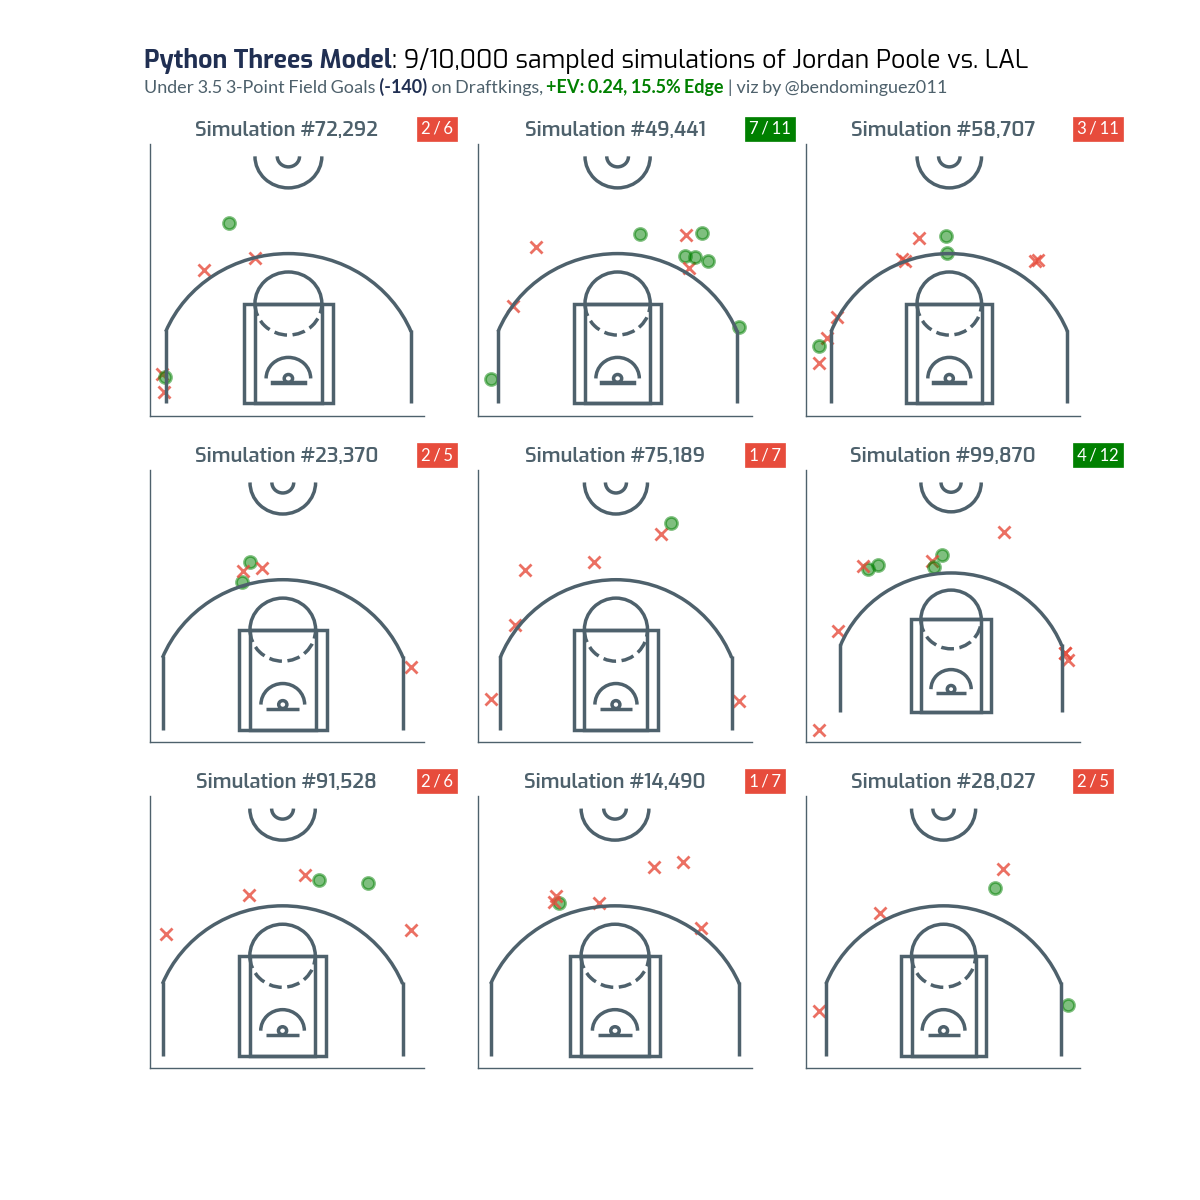 Python Threes Model: 9/10,000 sampled simulations of Jordan Poole vs. LAL
Under 3.5 3-Point Field Goals (-140) on Draftkings, +EV: 0.24, 15.5% Edge | viz by @bendominguez011
Simulation #72,292 2 / 6
Simulation #49,441 7 / 11
Simulation #58,707 3 / 11
Simulation #23,370 2 / 5
Simulation #75,189 1 / 7
Simulation #99,870 4 / 12
Simulation #91,528 2 / 6
Simulation #14,490 1 / 7
Simulation #28,027 2 / 5